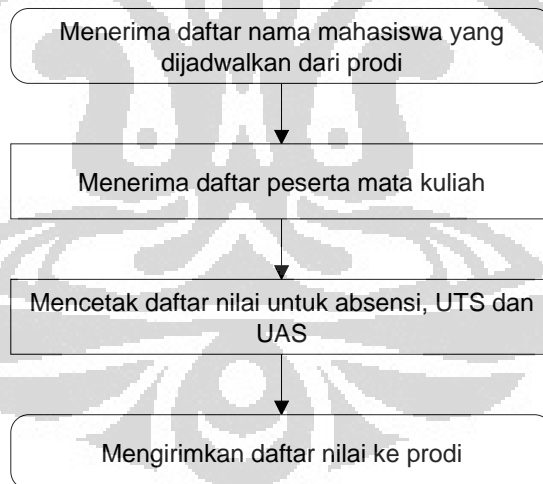 Menerima daftar nama mahasiswa yang
dijadwalkan dari prodi
Menerima daftar peserta mata kuliah
Mencetak daftar nilai untuk absensi, UTS dan
UAS
Mengirimkan daftar nilai ke prodi